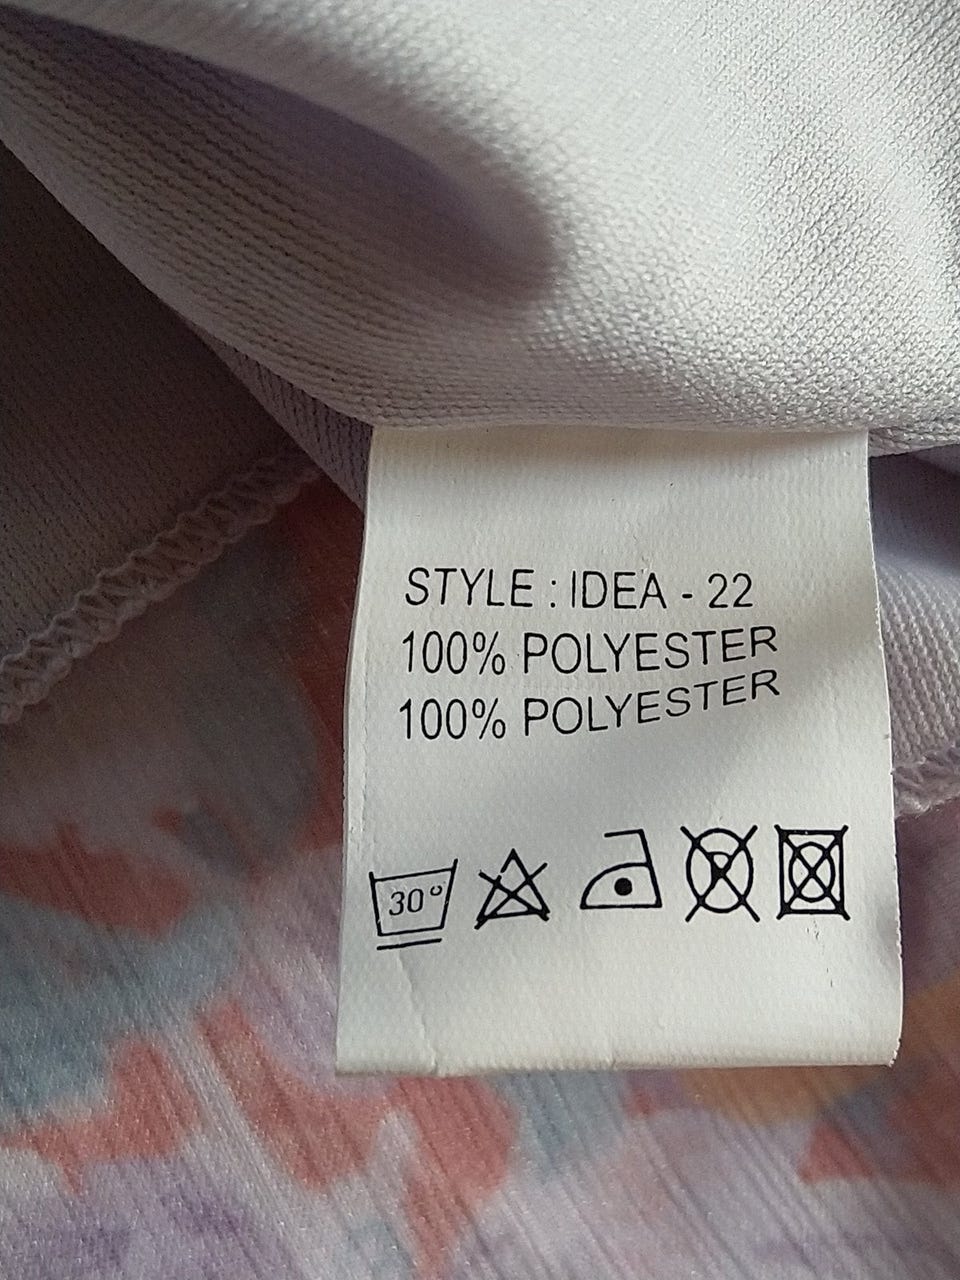 STYLE : IDEA - 22
100% POLYESTER
100% POLYESTER
30°